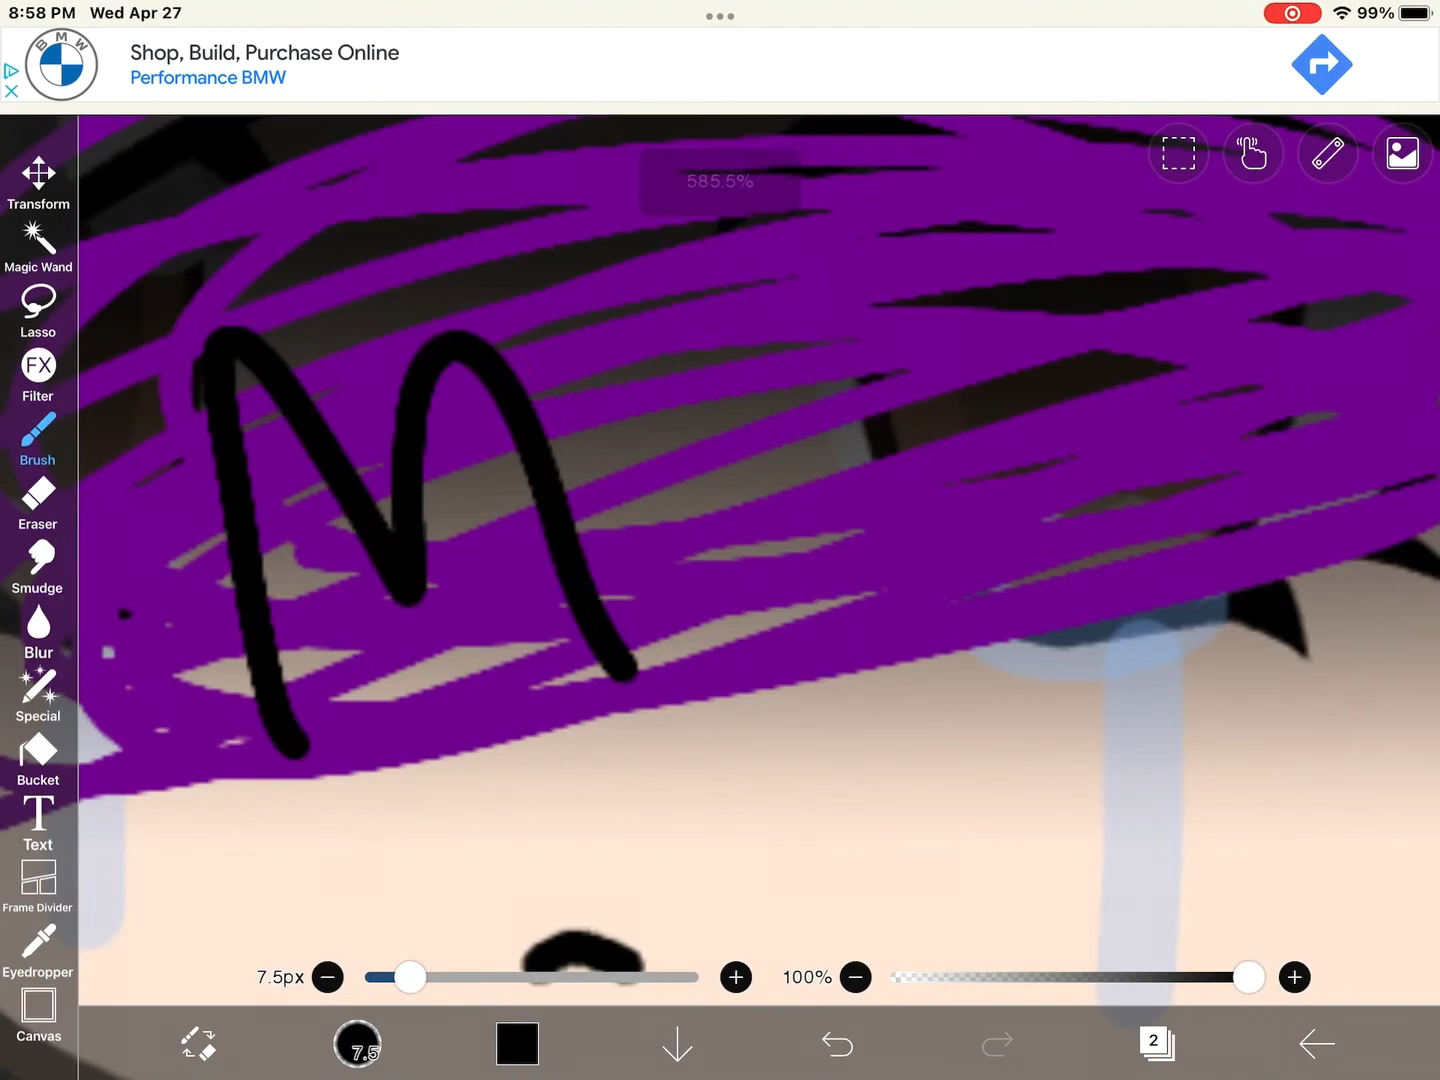 8:58 PM Wed Apr 27
99%
BMW
Shop, Build, Purchase Online
Performance BMW
585.5%
Transform
Magic Wand
Lasso
FX
Filter
Brush
Eraser
Smudge
Blur
Special
Bucket
T
Text
Frame Divider
Eyedropper
Canvas
M
7.5px
100%
7.5
2